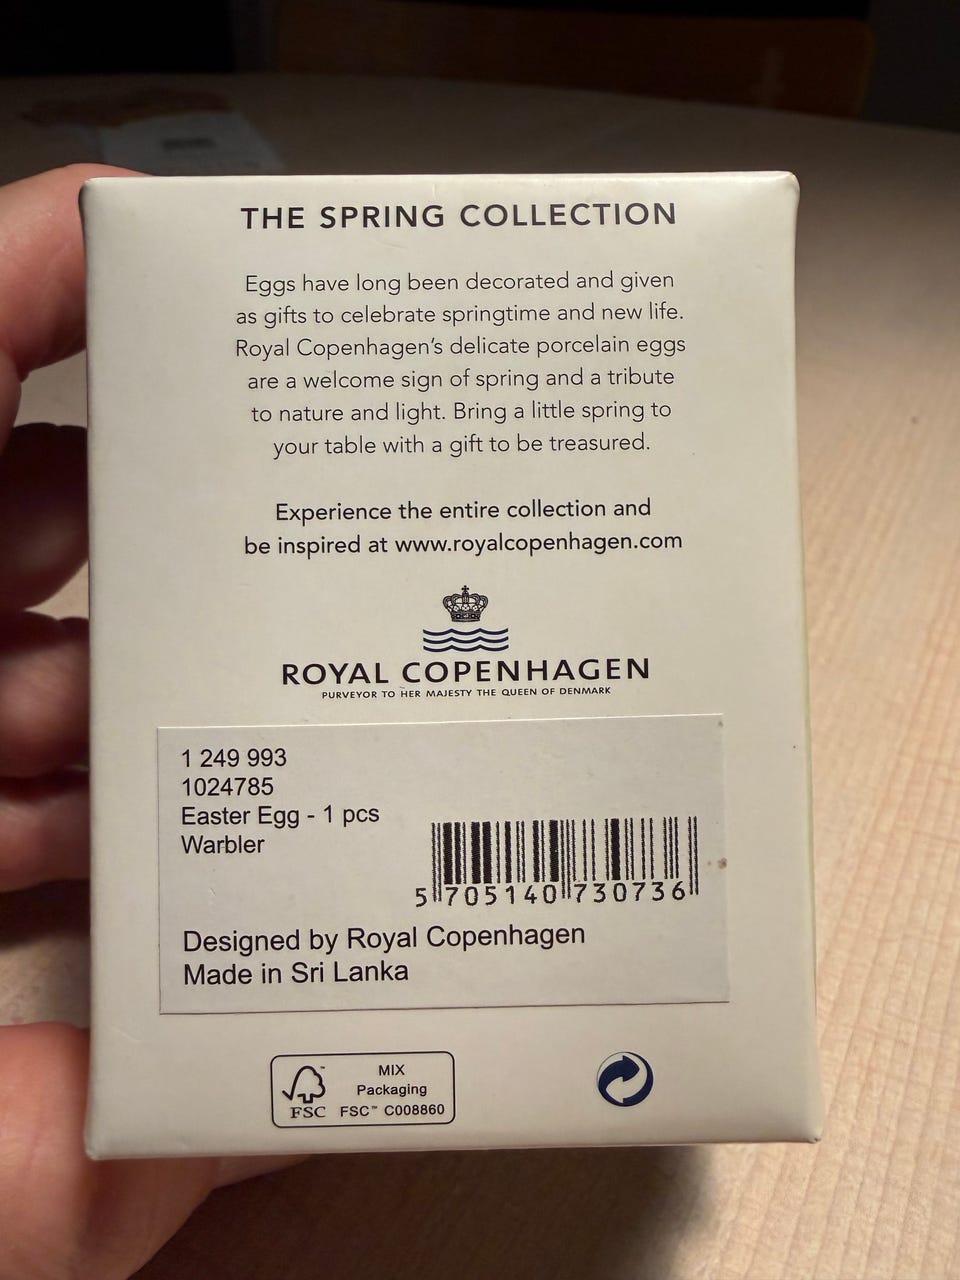 THE SPRING COLLECTION
Eggs have long been decorated and given
as gifts to celebrate springtime and new life.
Royal Copenhagen's delicate porcelain eggs
are a welcome sign of spring and a tribute
to nature and light. Bring a little spring to
your table with a gift to be treasured.
Experience the entire collection and
be inspired at www.royalcopenhagen.com
ROYAL COPENHAGEN
PURVEYOR TO HER MAJESTY THE QUEEN OF DENMARK
1 249 993
1024785
Easter Egg - 1 pcs
Warbler
5 705140 730736
Designed by Royal Copenhagen
Made in Sri Lanka
FSC™
MIX
Packaging
FSC™ C008860